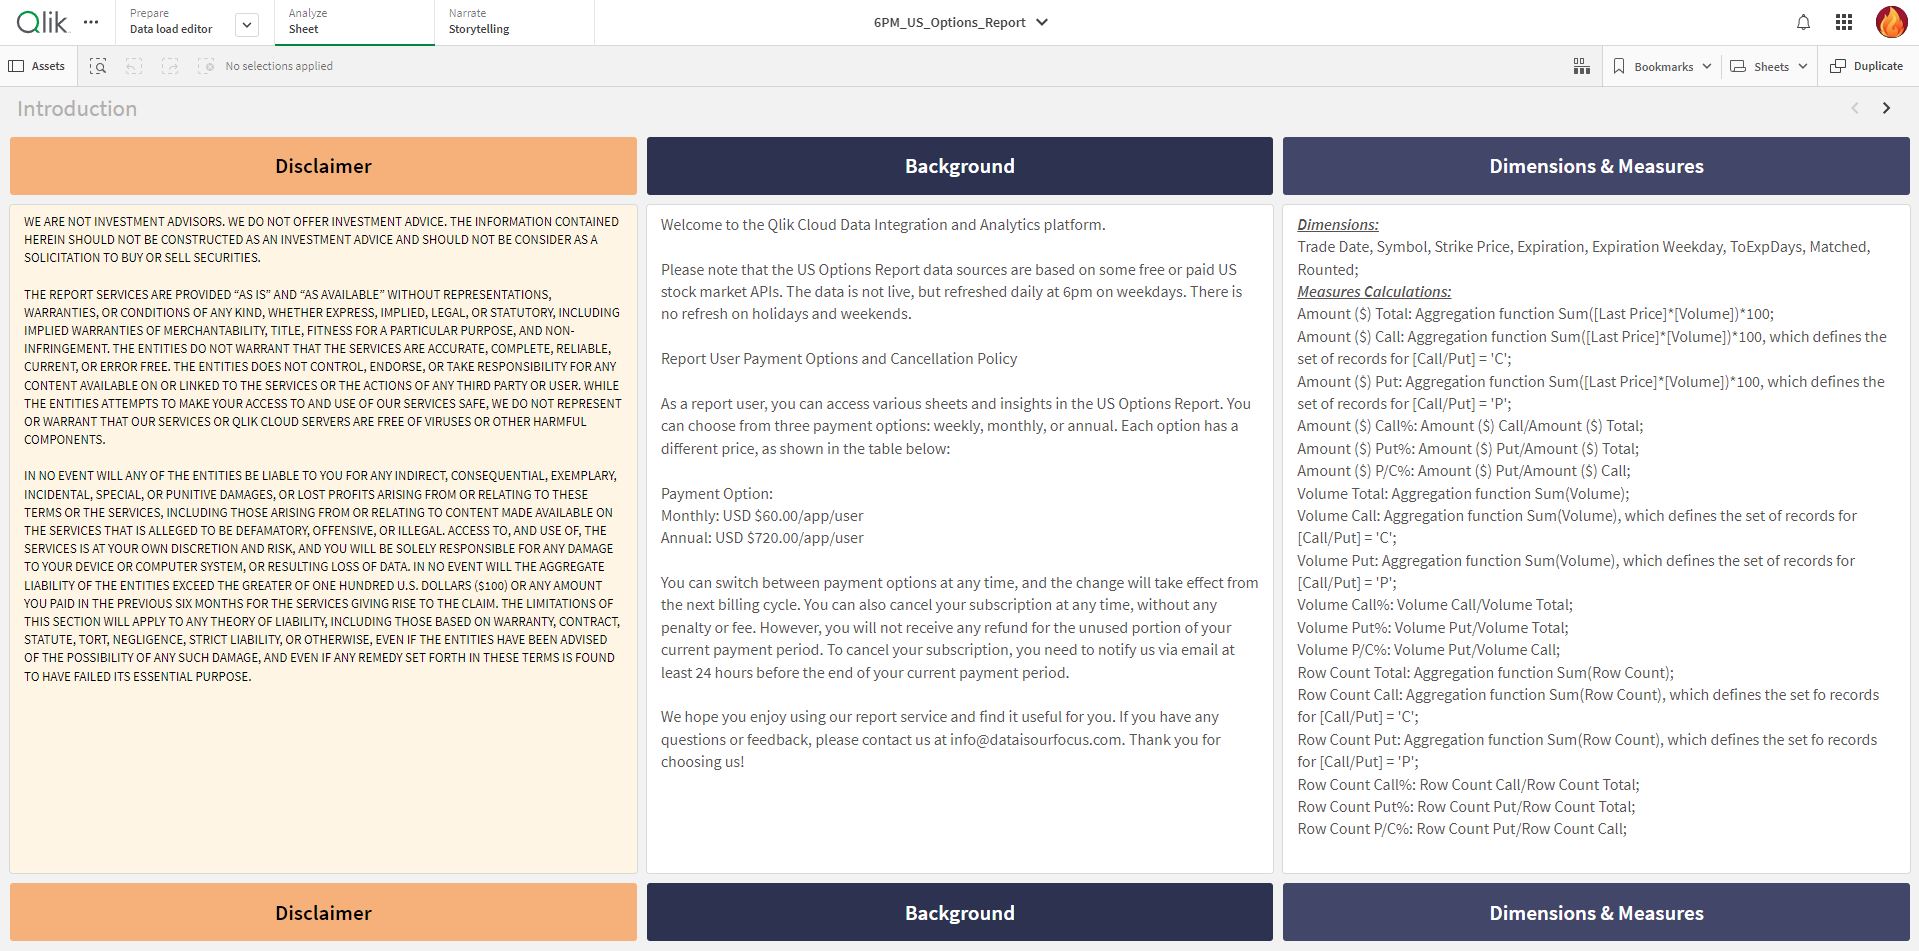 Qlik
Prepare
Data load editor
Analyze
Sheet
Narrate
Storytelling
6PM_US_Options_Report
Assets
No selections applied
Bookmarks
Sheets
Duplicate
Introduction
Disclaimer
WE ARE NOT INVESTMENT ADVISORS. WE DO NOT OFFER INVESTMENT ADVICE. THE INFORMATION CONTAINED
HEREIN SHOULD NOT BE CONSTRUCTED AS AN INVESTMENT ADVICE AND SHOULD NOT BE CONSIDER AS A
SOLICITATION TO BUY OR SELL SECURITIES.
THE REPORT SERVICES ARE PROVIDED “AS IS” AND “AS AVAILABLE” WITHOUT REPRESENTATIONS,
WARRANTIES, OR CONDITIONS OF ANY KIND, WHETHER EXPRESS, IMPLIED, LEGAL, OR STATUTORY, INCLUDING
IMPLIED WARRANTIES OF MERCHANTABILITY, TITLE, FITNESS FOR A PARTICULAR PURPOSE, AND NON-
INFRINGEMENT. THE ENTITIES DO NOT WARRANT THAT THE SERVICES ARE ACCURATE, COMPLETE, RELIABLE,
CURRENT, OR ERROR FREE. THE ENTITIES DOES NOT CONTROL, ENDORSE, OR TAKE RESPONSIBILITY FOR ANY
CONTENT AVAILABLE ON OR LINKED TO THE SERVICES OR THE ACTIONS OF ANY THIRD PARTY OR USER. WHILE
THE ENTITIES ATTEMPTS TO MAKE YOUR ACCESS TO AND USE OF OUR SERVICES SAFE, WE DO NOT REPRESENT
OR WARRANT THAT OUR SERVICES OR QLIK CLOUD SERVERS ARE FREE OF VIRUSES OR OTHER HARMFUL
COMPONENTS.
IN NO EVENT WILL ANY OF THE ENTITIES BE LIABLE TO YOU FOR ANY INDIRECT, CONSEQUENTIAL, EXEMPLARY,
INCIDENTAL, SPECIAL, OR PUNITIVE DAMAGES, OR LOST PROFITS ARISING FROM OR RELATING TO THESE
TERMS OR THE SERVICES, INCLUDING THOSE ARISING FROM OR RELATING TO CONTENT MADE AVAILABLE ON
THE SERVICES THAT IS ALLEGED TO BE DEFAMATORY, OFFENSIVE, OR ILLEGAL. ACCESS TO, AND USE OF, THE
SERVICES IS AT YOUR OWN DISCRETION AND RISK, AND YOU WILL BE SOLELY RESPONSIBLE FOR ANY DAMAGE
TO YOUR DEVICE OR COMPUTER SYSTEM, OR RESULTING LOSS OF DATA. IN NO EVENT WILL THE AGGREGATE
LIABILITY OF THE ENTITIES EXCEED THE GREATER OF ONE HUNDRED U.S. DOLLARS ($100) OR ANY AMOUNT
YOU PAID IN THE PREVIOUS SIX MONTHS FOR THE SERVICES GIVING RISE TO THE CLAIM. THE LIMITATIONS OF
THIS SECTION WILL APPLY TO ANY THEORY OF LIABILITY, INCLUDING THOSE BASED ON WARRANTY, CONTRACT,
STATUTE, TORT, NEGLIGENCE, STRICT LIABILITY, OR OTHERWISE, EVEN IF THE ENTITIES HAVE BEEN ADVISED
OF THE POSSIBILITY OF ANY SUCH DAMAGE, AND EVEN IF ANY REMEDY SET FORTH IN THESE TERMS IS FOUND
TO HAVE FAILED ITS ESSENTIAL PURPOSE.
Disclaimer
Background
Welcome to the Qlik Cloud Data Integration and Analytics platform.
Please note that the US Options Report data sources are based on some free or paid US
stock market APIs. The data is not live, but refreshed daily at 6pm on weekdays. There is
no refresh on holidays and weekends.
Report User Payment Options and Cancellation Policy
As a report user, you can access various sheets and insights in the US Options Report. You
can choose from three payment options: weekly, monthly, or annual. Each option has a
different price, as shown in the table below:
Payment Option:
Monthly: USD $60.00/app/user
Annual: USD $720.00/app/user
You can switch between payment options at any time, and the change will take effect from
the next billing cycle. You can also cancel your subscription at any time, without any
penalty or fee. However, you will not receive any refund for the unused portion of your
current payment period. To cancel your subscription, you need to notify us via email at
least 24 hours before the end of your current payment period.
We hope you enjoy using our report service and find it useful for you. If you have any
questions or feedback, please contact us at info@dataisourfocus.com. Thank you for
choosing us!
Background
Dimensions & Measures
Dimensions:
Trade Date, Symbol, Strike Price, Expiration, Expiration Weekday, ToExpDays, Matched,
Rounted;
Measures Calculations:
Amount ($) Total: Aggregation function Sum([Last Price]*[Volume])*100;
Amount ($) Call: Aggregation function Sum([Last Price]*[Volume])*100, which defines the
set of records for [Call/Put] = 'C';
Amount ($) Put: Aggregation function Sum([Last Price]*[Volume])*100, which defines the
set of records for [Call/Put] = 'P';
Amount ($) Call%: Amount ($) Call/Amount ($) Total;
Amount ($) Put%: Amount ($) Put/Amount ($) Total;
Amount ($) P/C%: Amount ($) Put/Amount ($) Call;
Volume Total: Aggregation function Sum(Volume);
Volume Call: Aggregation function Sum(Volume), which defines the set of records for
[Call/Put] = 'C';
Volume Put: Aggregation function Sum(Volume), which defines the set of records for
[Call/Put] = 'P';
Volume Call%: Volume Call/Volume Total;
Volume Put%: Volume Put/Volume Total;
Volume P/C%: Volume Put/Volume Call;
Row Count Total: Aggregation function Sum(Row Count);
Row Count Call: Aggregation function Sum(Row Count), which defines the set fo records
for [Call/Put] = 'C';
Row Count Put: Aggregation function Sum(Row Count), which defines the set fo records
for [Call/Put] = 'P';
Row Count Call%: Row Count Call/Row Count Total;
Row Count Put%: Row Count Put/Row Count Total;
Row Count P/C%: Row Count Put/Row Count Call;
Dimensions & Measures